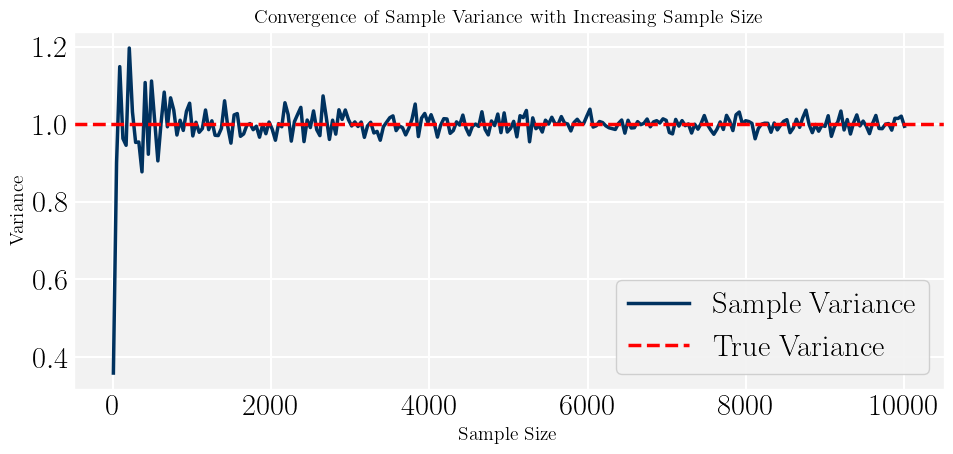 Convergence of Sample Variance with Increasing Sample Size
Variance
1.2
1.0
0.8
0.6
0.4
Sample Variance
True Variance
0 2000 4000 6000 8000 10000
Sample Size